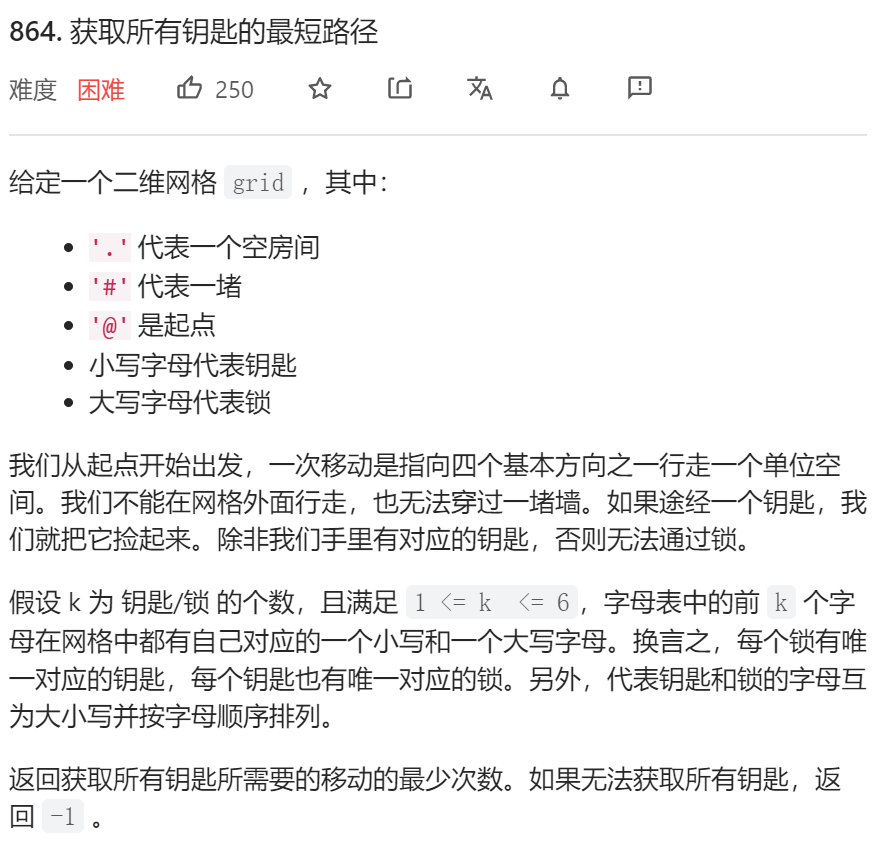 864. 获取所有钥匙的最短路径
难度 困难 250
给定一个二维网格 grid ，其中：
'.' 代表一个空房间
'#' 代表一堵
'@' 是起点
小写字母代表钥匙
大写字母代表锁
我们从起点开始出发，一次移动是指向四个基本方向之一行走一个单位空
间。我们不能在网格外面行走，也无法穿过一堵墙。如果途经一个钥匙，我
们就把它捡起来。除非我们手里有对应的钥匙，否则无法通过锁。
假设 k 为 钥匙/锁 的个数，且满足 1 <= k <= 6，字母表中的前 k 个字
母在网格中都有自己对应的一个小写和一个大写字母。换言之，每个锁有唯
一对应的钥匙，每个钥匙也有唯一对应的锁。另外，代表钥匙和锁的字母互
为大小写并按字母顺序排列。
返回获取所有钥匙所需要的移动的最少次数。如果无法获取所有钥匙，返
回 -1 。